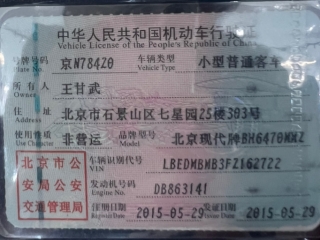 中华人民共和国机动车行驶证
Vehicle License of the People's Republic of China
号牌号码 京N784Z0 车辆类型 小型普通客车
Plate No. Vehicle Type
所有人 王甘武
Owner
住址 北京市石景山区七星园25楼303号
Address
使用性质 非营运 品牌型号 北京现代牌BH6470MXZ
Use Character
北京市公 车辆识别代号 LBEDMBMB3FZ162722
VIN
安局公安 发动机号码 DB863141
Engine No.
交通管理局 注册日期 2015-05-29 发证日期 2015-05-29
Register Date Issue Date